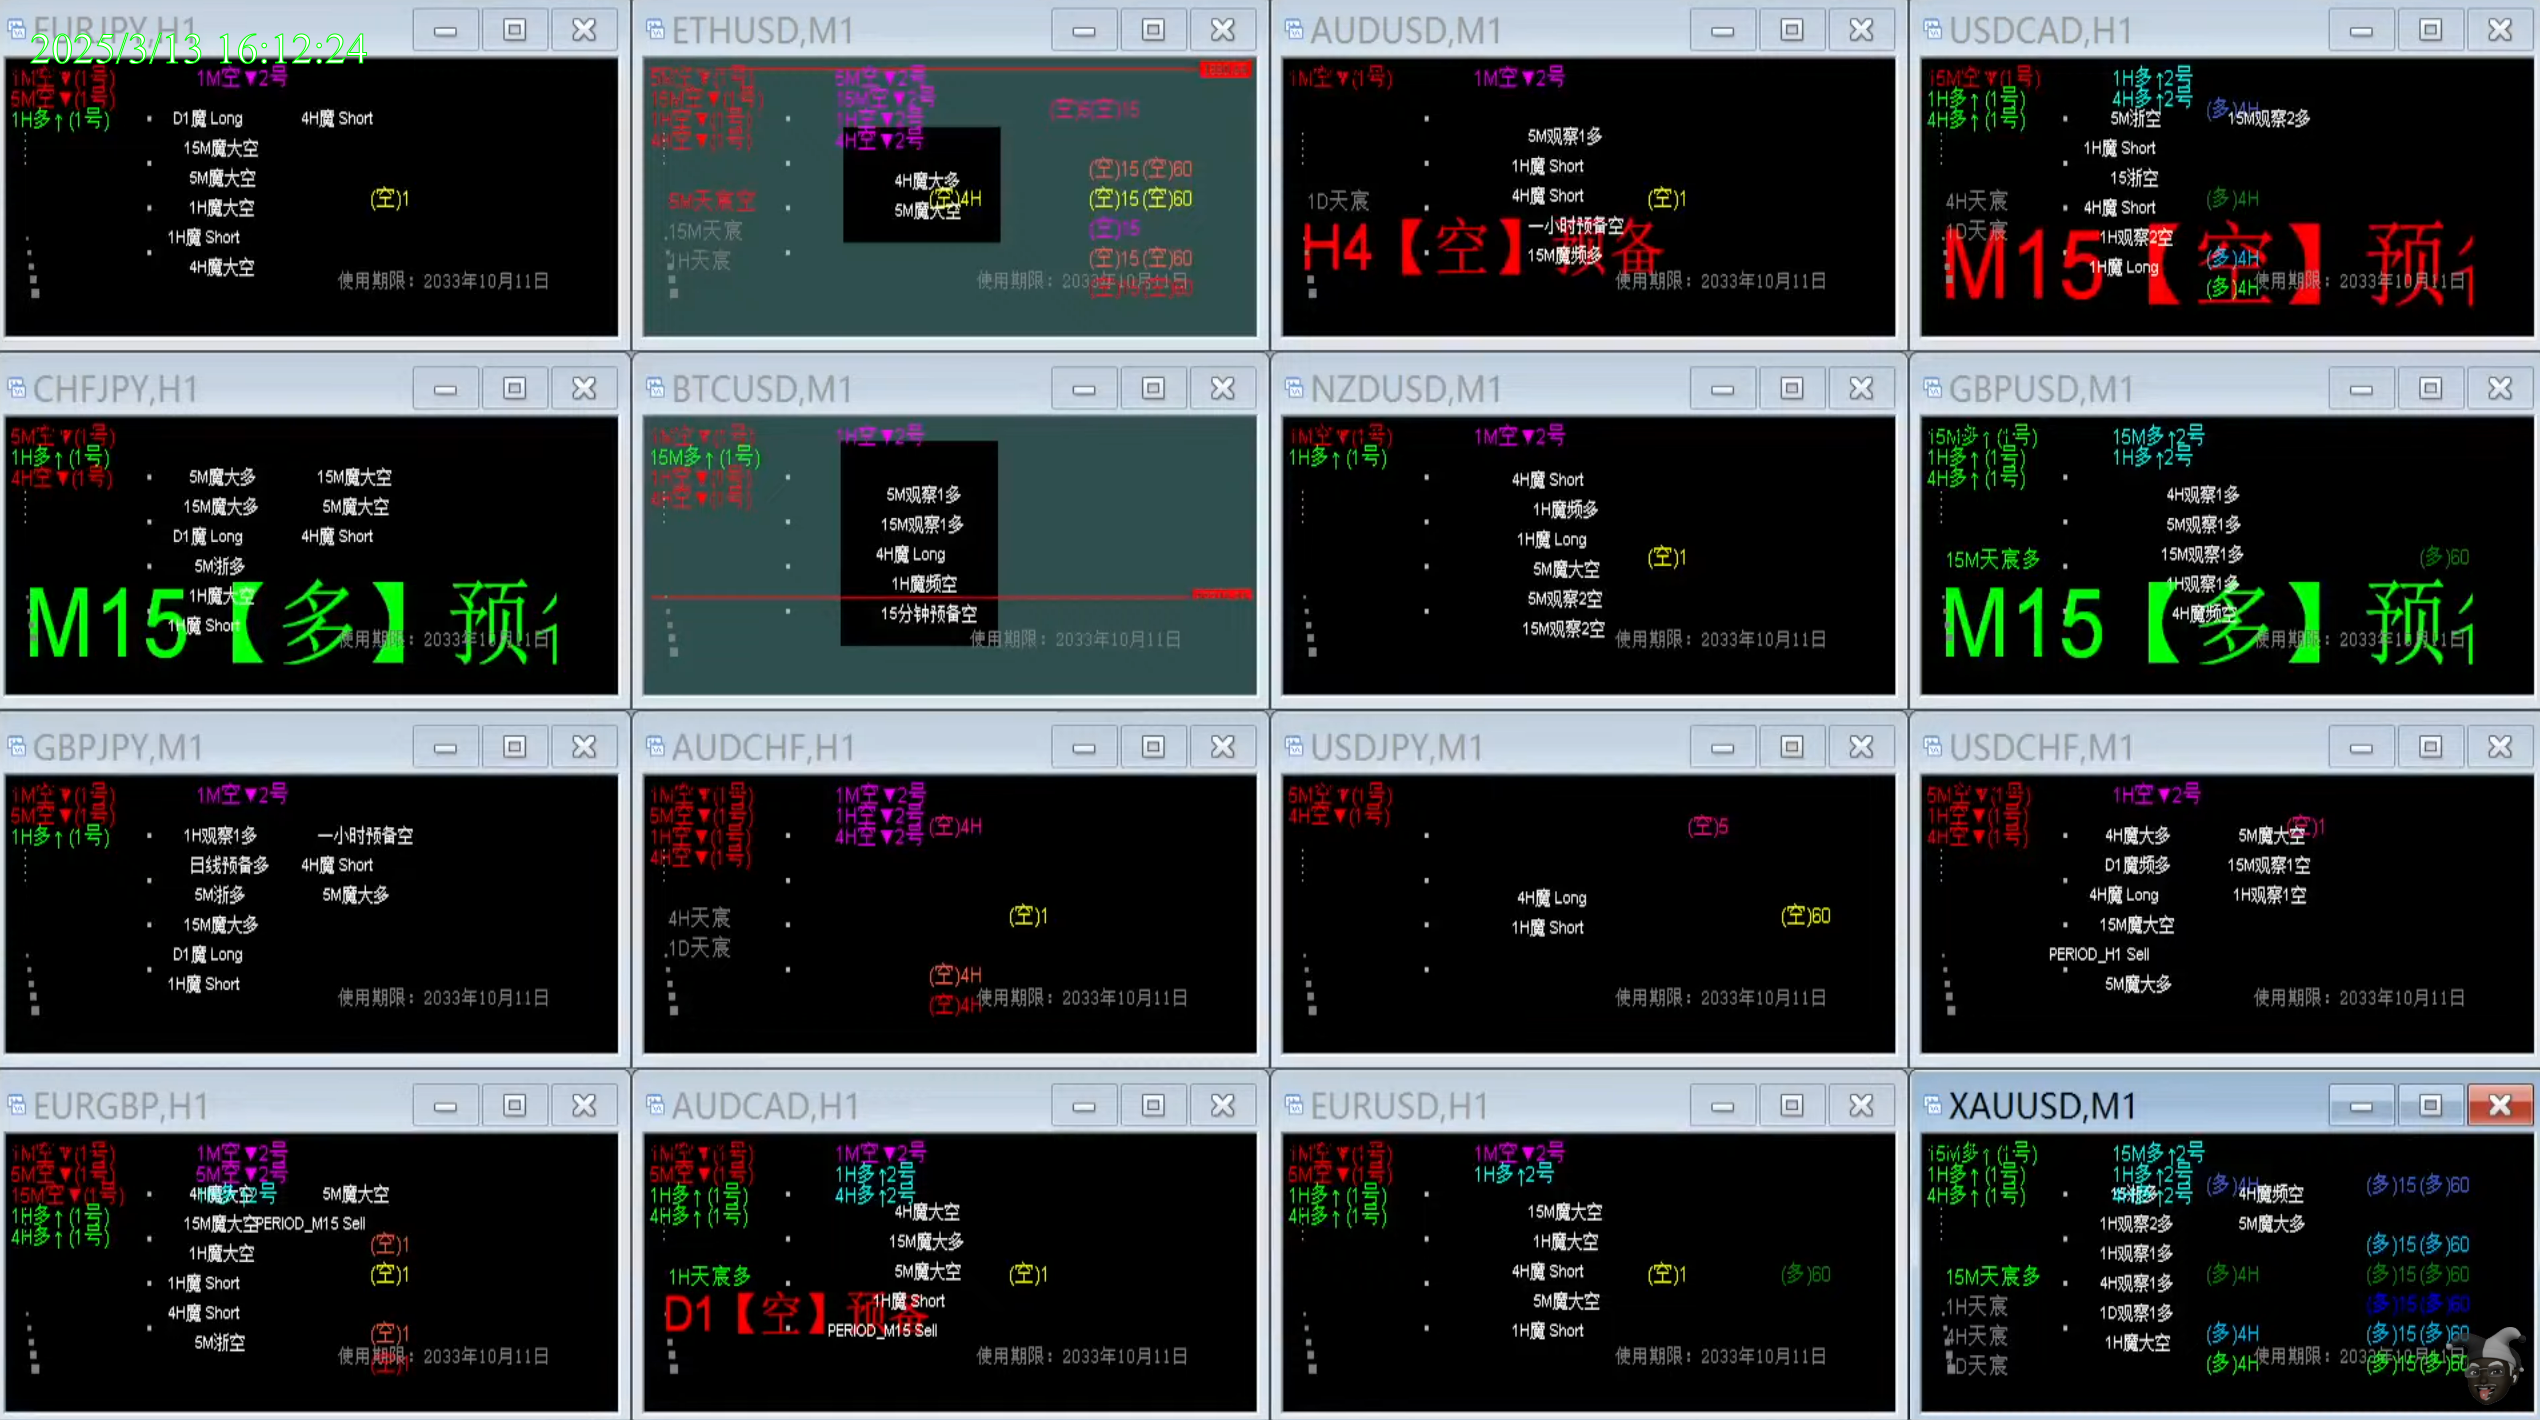 EURJPY,H1
2025/3/13 16:12:24
1M空▼(1号)
1M空▼2号
5M空▼(1号)
1H多↑(1号)
D1魔 Long
4H魔 Short
15M魔大空
5M魔大空
(空)1
1H魔大空
1H魔 Short
4H魔大空
使用期限：2033年10月11日
ETHUSD,M1
5M空▼(1号)
5M空▼2号
15M空▼(1号)
15M空▼2号
1H空▼(1号)
1H空▼2号
(空)5(空)15
4H空▼(1号)
4H空▼2号
(空)15(空)60
4H魔大多
5M天宸空
(空)4H
(空)15(空)60
5M魔大空
15M天宸
(空)15
1H天宸
(空)15(空)60
使用期限：2033年10月11日
(空)15(空)60
AUDUSD,M1
1M空▼(1号)
1M空▼2号
5M观察1多
1H魔 Short
4H魔 Short
1D天宸
(空)1
一小时预备空
H4【空】预备
15M魔频多
使用期限：2033年10月11日
USDCAD,H1
15M空▼(1号)
1H多↑2号
1H多↑(1号)
4H多↑2号
(多)4H
4H多↑(1号)
5M浙空
15M观察2多
1H魔 Short
15浙空
4H天宸
4H魔 Short
(多)4H
1D天宸
1H观察2空
M15【空】预
1H魔 Long
(多)4H
(多)4H
使用期限：2033年10月11日
CHFJPY,H1
5M空▼(1号)
1H多↑(1号)
4H空▼(1号)
5M魔大多
15M魔大空
15M魔大多
5M魔大空
D1魔 Long
4H魔 Short
5M浙多
1H魔大空
M15【多】预
1H魔 Short
使用期限：2033年10月11日
BTCUSD,M1
1M空▼(1号)
1H空▼2号
15M多↑(1号)
1H空▼(1号)
4H空▼(1号)
5M观察1多
15M观察1多
4H魔 Long
1H魔频空
15分钟预备空
使用期限：2033年10月11日
NZDUSD,M1
1M空▼(1号)
1M空▼2号
1H多↑(1号)
4H魔 Short
1H魔频多
1H魔 Long
(空)1
5M魔大空
5M观察2空
15M观察2空
使用期限：2033年10月11日
GBPUSD,M1
15M多↑(1号)
15M多↑2号
1H多↑(1号)
1H多↑2号
4H多↑(1号)
4H观察1多
5M观察1多
15M观察1多
15M天宸多
(多)60
1H观察1多
M15【多】预
4H魔频空
使用期限：2033年10月11日
GBPJPY,M1
1M空▼(1号)
1M空▼2号
5M空▼(1号)
1H多↑(1号)
1H观察1多
一小时预备空
日线预备多
4H魔 Short
5M浙多
5M魔大多
15M魔大多
D1魔 Long
1H魔 Short
使用期限：2033年10月11日
AUDCHF,H1
1M空▼(1号)
1M空▼2号
5M空▼(1号)
1H空▼2号
(空)4H
1H空▼(1号)
4H空▼2号
4H空▼(1号)
4H天宸
(空)1
1D天宸
(空)4H
(空)4H
使用期限：2033年10月11日
USDJPY,M1
5M空▼(1号)
4H空▼(1号)
(空)5
4H魔 Long
(空)60
1H魔 Short
使用期限：2033年10月11日
USDCHF,M1
5M空▼(1号)
1H空▼2号
1H空▼(1号)
(空)1
4H空▼(1号)
4H魔大多
5M魔大空
D1魔频多
15M观察1空
4H魔 Long
1H观察1空
15M魔大空
PERIOD_H1 Sell
5M魔大多
使用期限：2033年10月11日
EURGBP,H1
1M空▼(1号)
1M空▼2号
5M空▼(1号)
5M空▼2号
15M空▼(1号)
4H魔大空
5M魔大空
1H多↑(1号)
15M魔大空
PERIOD_M15 Sell
4H多↑(1号)
(空)1
1H魔大空
(空)1
1H魔 Short
4H魔 Short
(空)1
5M浙空
(空)1
使用期限：2033年10月11日
AUDCAD,H1
1M空▼(1号)
1M空▼2号
5M空▼(1号)
1H多↑2号
1H多↑(1号)
4H多↑2号
4H多↑(1号)
4H魔大空
15M魔大多
1H天宸多
5M魔大空
(空)1
D1【空】预备
1H魔 Short
PERIOD_M15 Sell
使用期限：2033年10月11日
EURUSD,H1
1M空▼(1号)
1M空▼2号
5M空▼(1号)
1H多↑2号
1H多↑(1号)
4H多↑(1号)
15M魔大空
1H魔大空
4H魔 Short
(空)1
(多)60
5M魔大空
1H魔 Short
使用期限：2033年10月11日
XAUUSD,M1
15M多↑(1号)
15M多↑2号
1H多↑(1号)
1H多↑2号
(多)4H
(多)15(多)60
4H多↑(1号)
4H多↑2号
4H魔频空
1H观察2多
5M魔大多
(多)15(多)60
1H观察1多
15M天宸多
4H观察1多
(多)4H
(多)15(多)60
1H天宸
1D观察1多
(多)15(多)60
4H天宸
1H魔大空
(多)4H
(多)15(多)60
1D天宸
(多)4H
(多)15(多)60